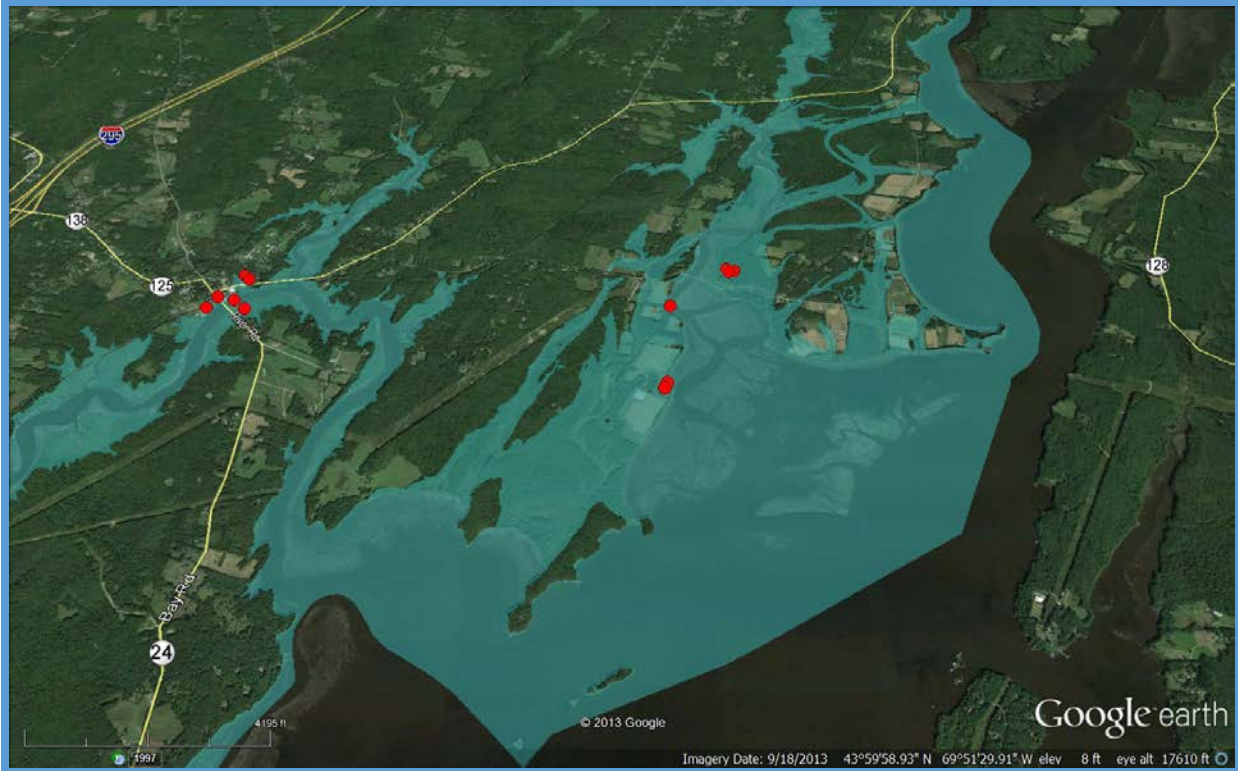 295
138
125
128
Bay Rd
24
4195 ft
1997
© 2013 Google
Google earth
Imagery Date: 9/18/2013 43°59'58.93" N 69°51'29.91" W elev 8 ft eye alt 17610 ft